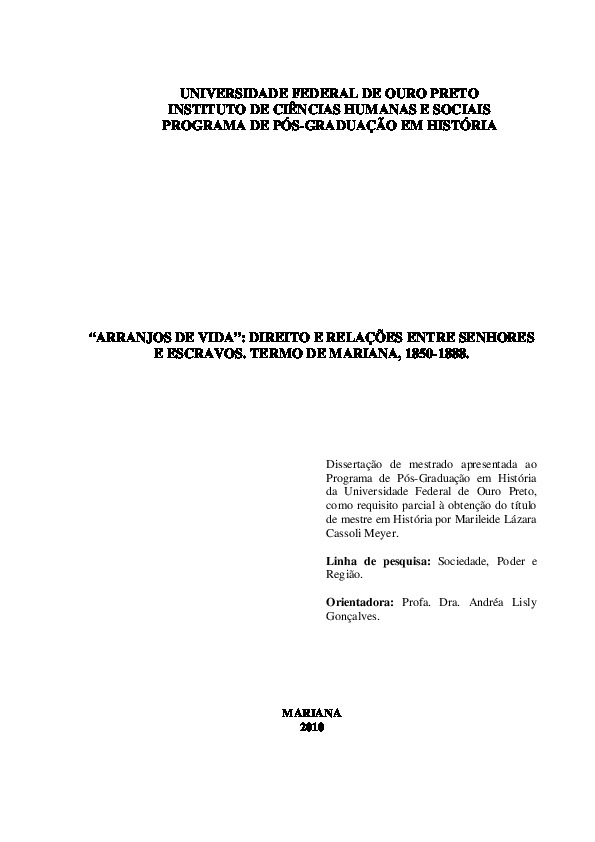 UNIVERSIDADE FEDERAL DE OURO PRETO
INSTITUTO DE CIÊNCIAS HUMANAS E SOCIAIS
PROGRAMA DE PÓS-GRADUAÇÃO EM HISTÓRIA
“ARRANJOS DE VIDA”: DIREITO E RELAÇÕES ENTRE SENHORES
E ESCRAVOS. TERMO DE MARIANA, 1850-1888.
Dissertação de mestrado apresentada ao
Programa de Pós-Graduação em História
da Universidade Federal de Ouro Preto,
como requisito parcial à obtenção do título
de mestre em História por Marileide Lázara
Cassoli Meyer.
Linha de pesquisa: Sociedade, Poder e
Região.
Orientadora: Profa. Dra. Andréa Lisly
Gonçalves.
MARIANA
2010